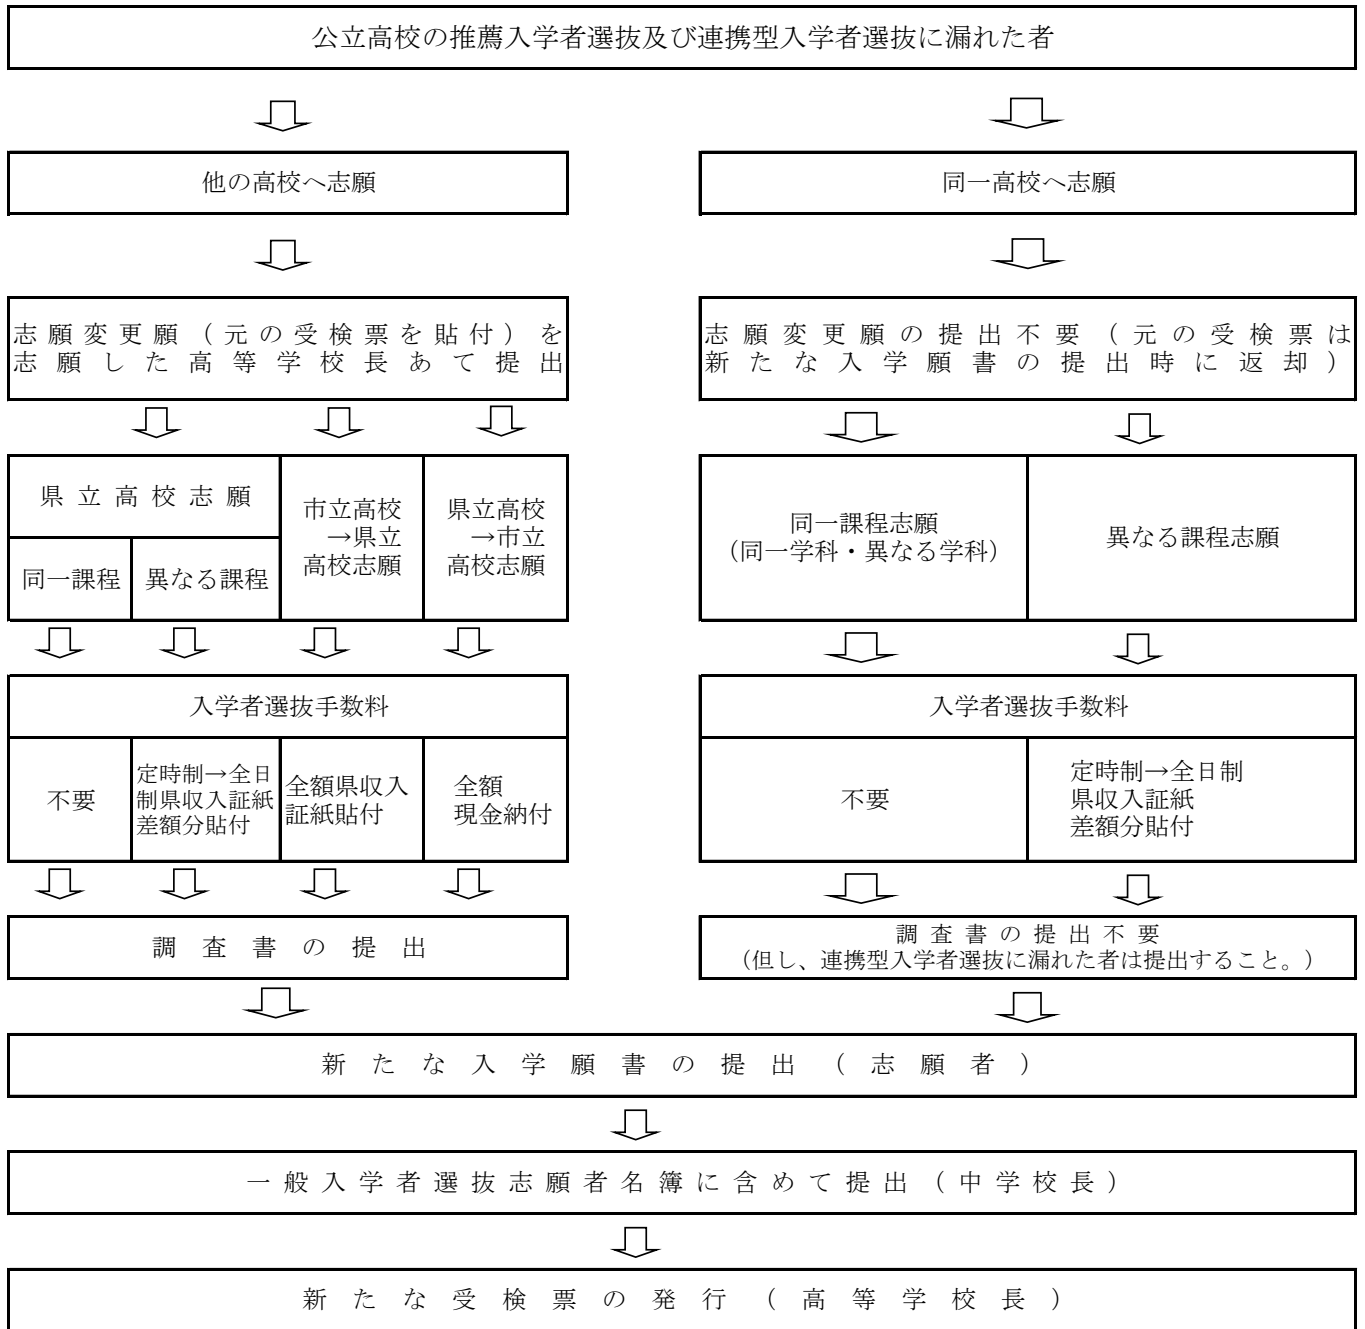 公立高校の推薦入学者選抜及び連携型入学者選抜に漏れた者
他の高校へ志願
同一高校へ志願
志願変更願（元の受検票を貼付）を
志願した高等学校長あて提出
志願変更願の提出不要（元の受検票は
新たな入学願書の提出時に返却）
県立高校志願
同一課程
異なる課程
市立高校
→県立
高校志願
県立高校
→市立
高校志願
同一課程志願
（同一学科・異なる学科）
異なる課程志願
入学者選抜手数料
不要
定時制→全日
制県収入証紙
差額分貼付
全額県収入
証紙貼付
全額
現金納付
入学者選抜手数料
不要
定時制→全日制
県収入証紙
差額分貼付
調査書の提出
調査書の提出不要
（但し、連携型入学者選抜に漏れた者は提出すること。）
新たな入学願書の提出（志願者）
一般入学者選抜志願者名簿に含めて提出（中学校長）
新たな受検票の発行（高等学校長）